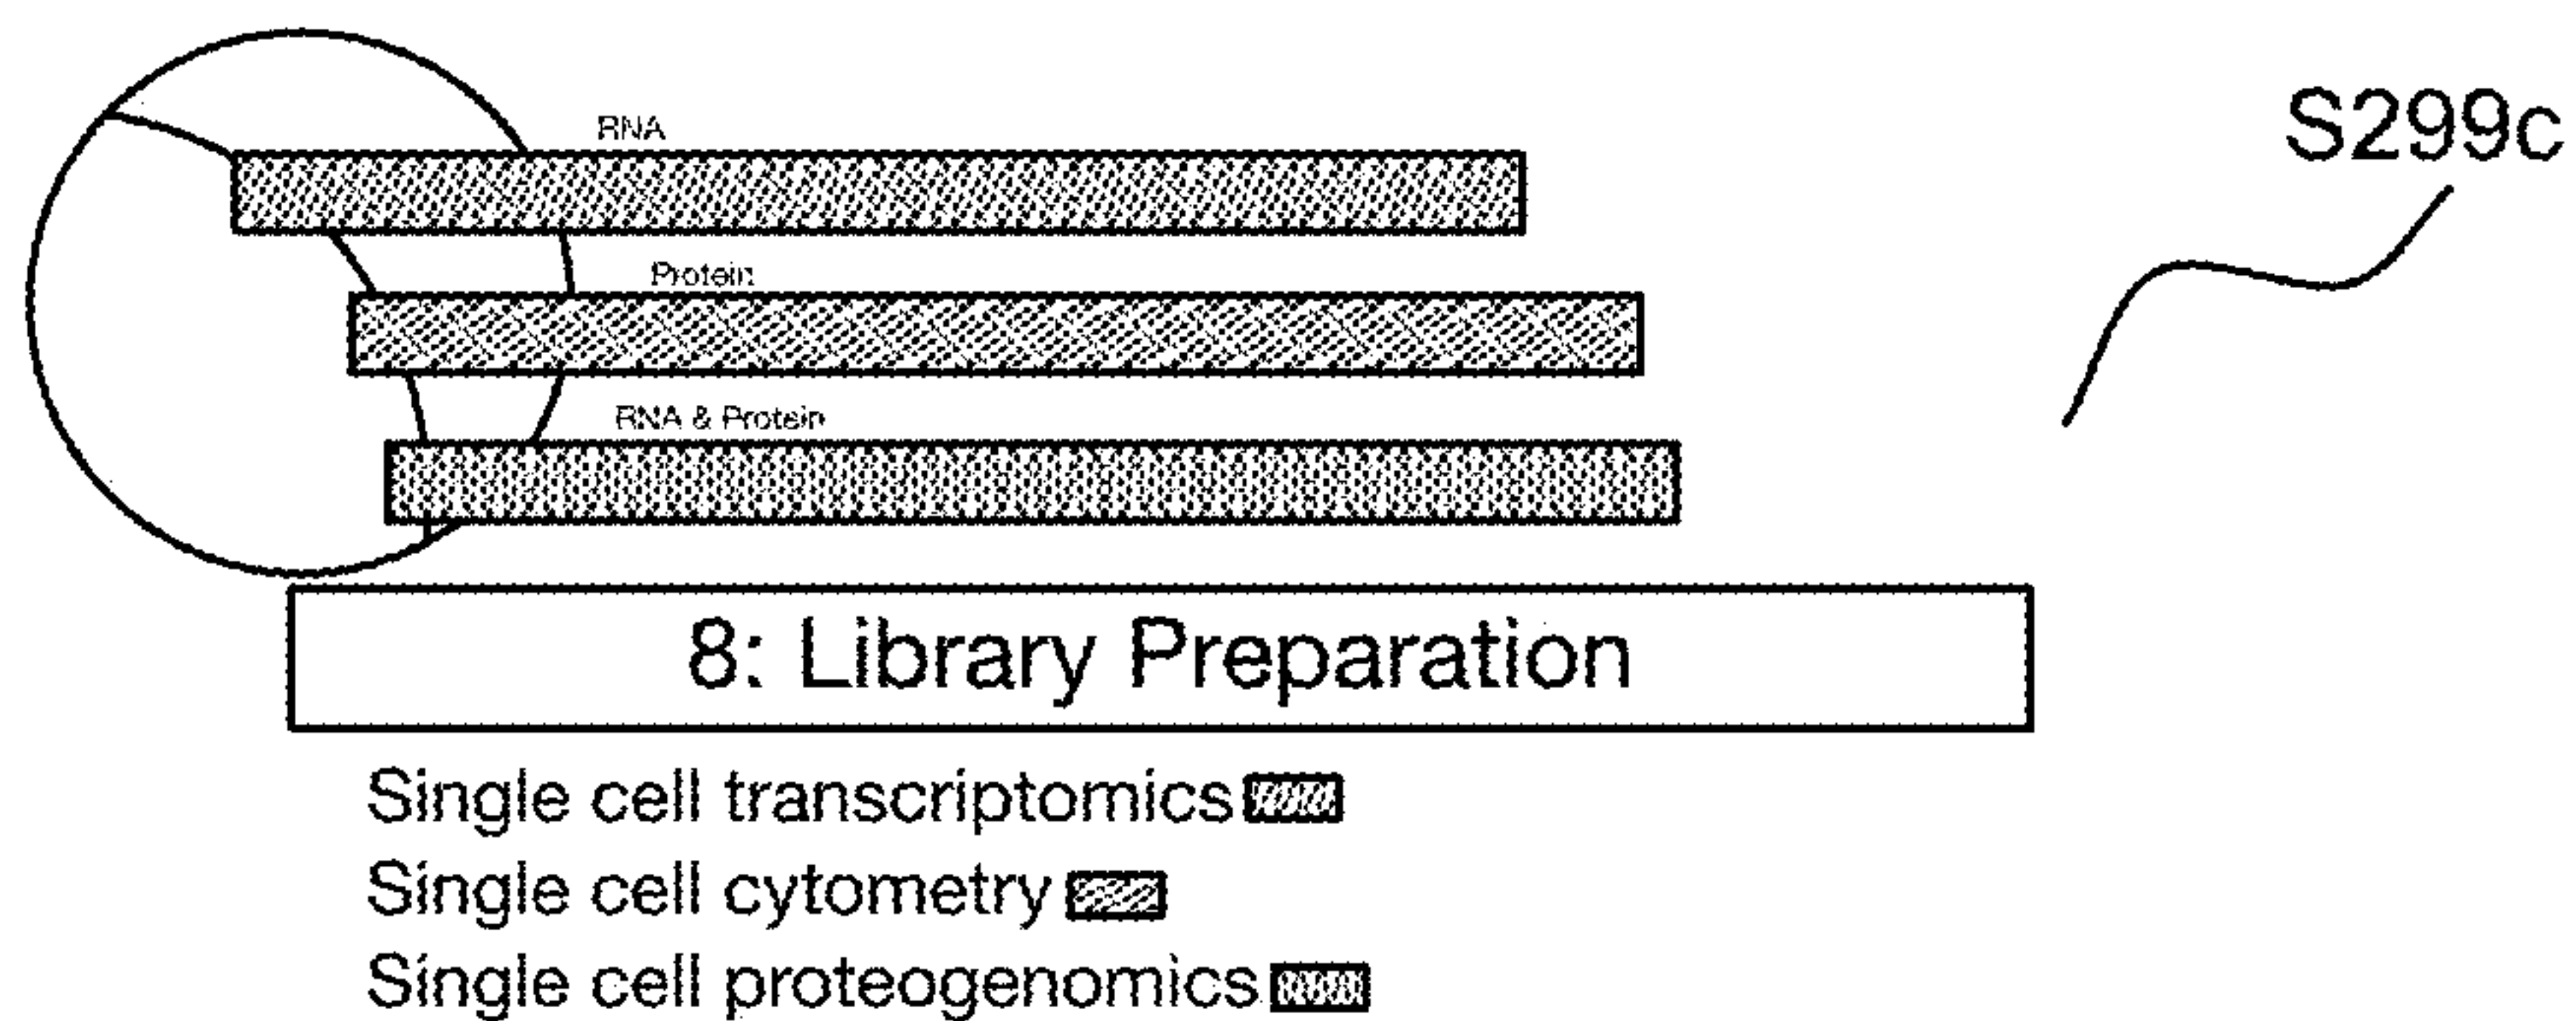 RNA
S299c
Protein
RNA & Protein
8: Library Preparation
Single cell transcriptomics
Single cell cytometry
Single cell proteogenomics